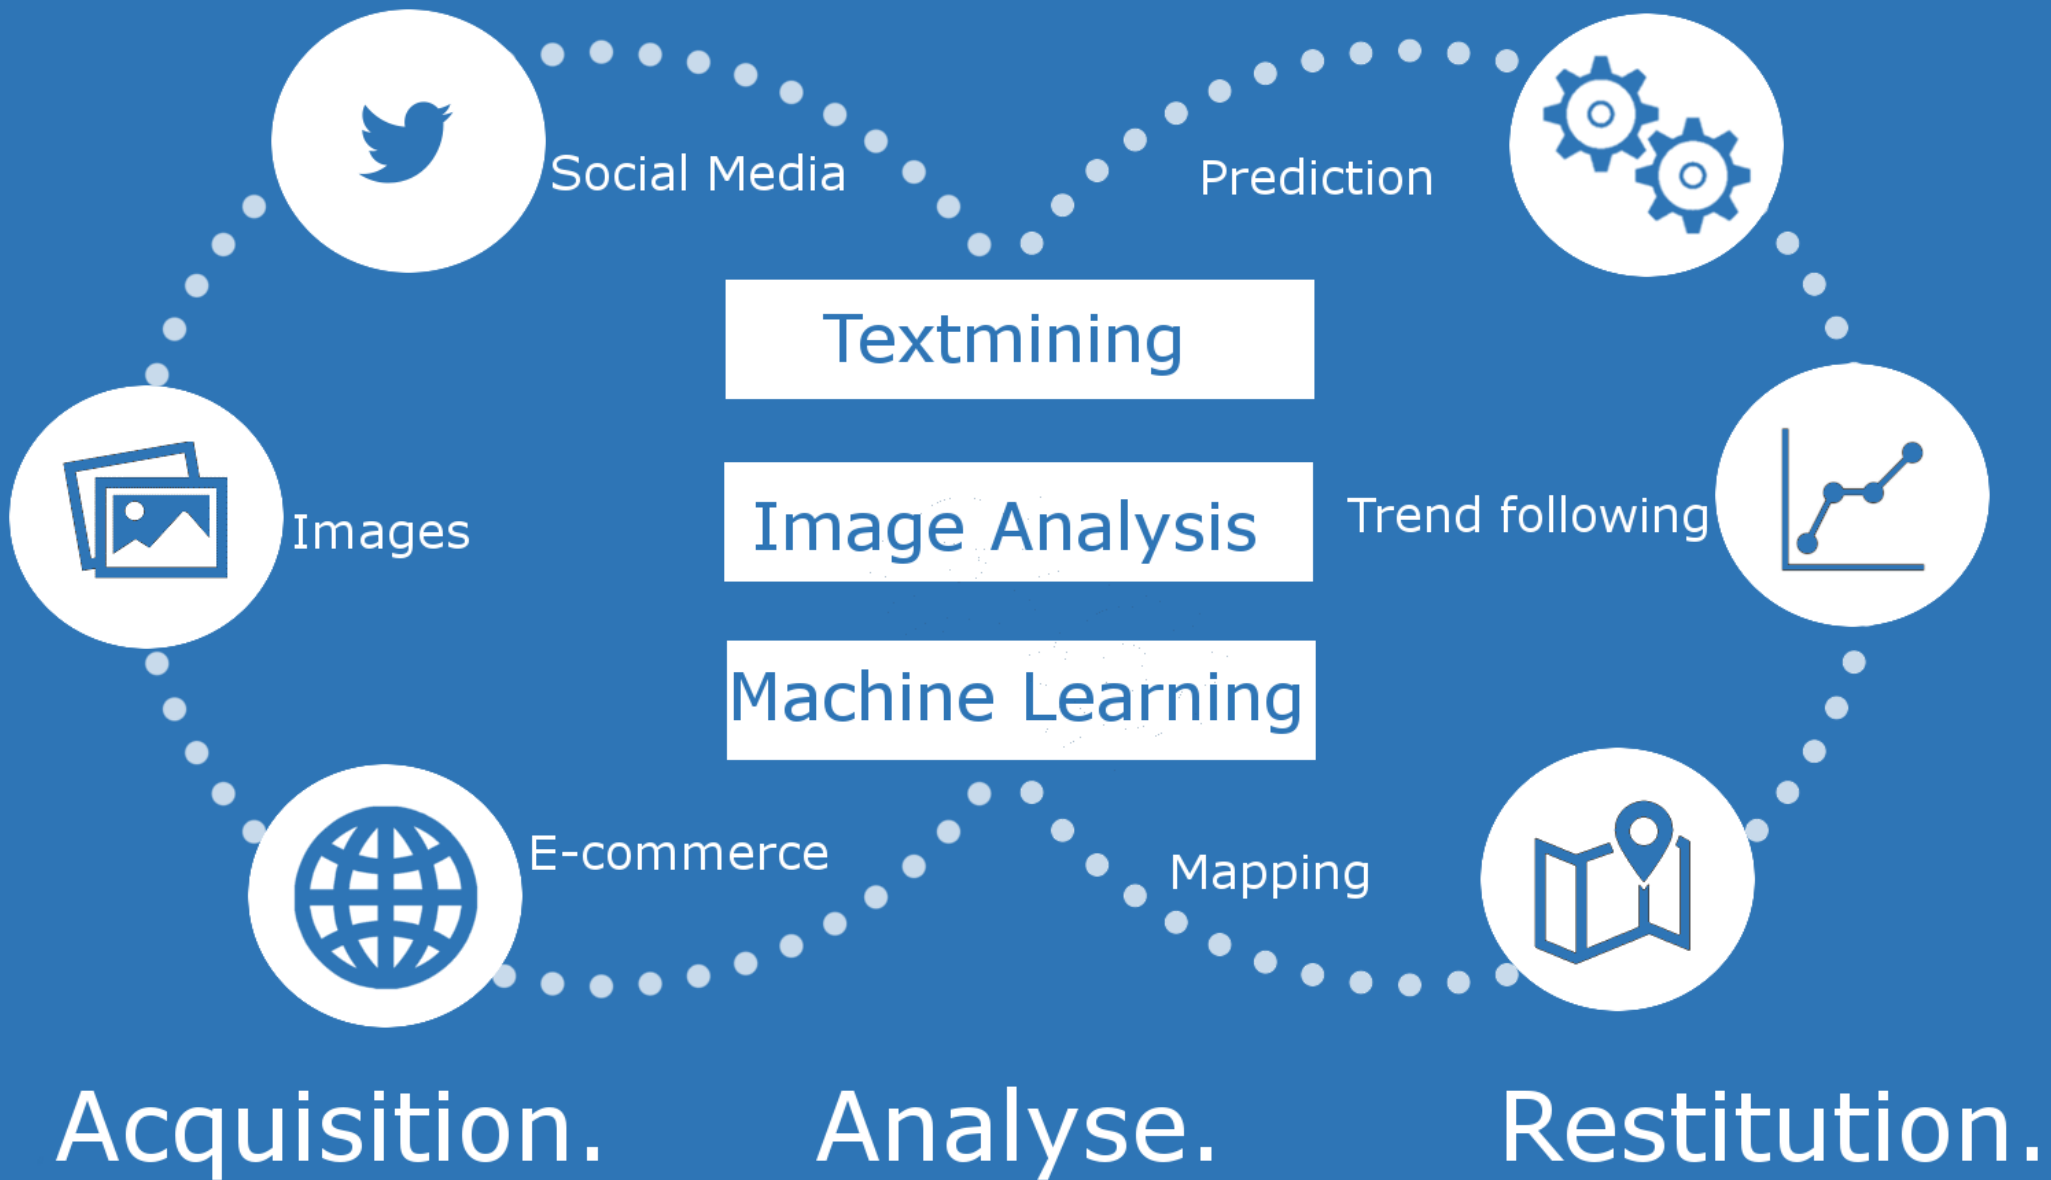 Social Media
Prediction
Textmining
Images
Image Analysis
Trend following
Machine Learning
E-commerce
Mapping
Acquisition.
Analyse.
Restitution.